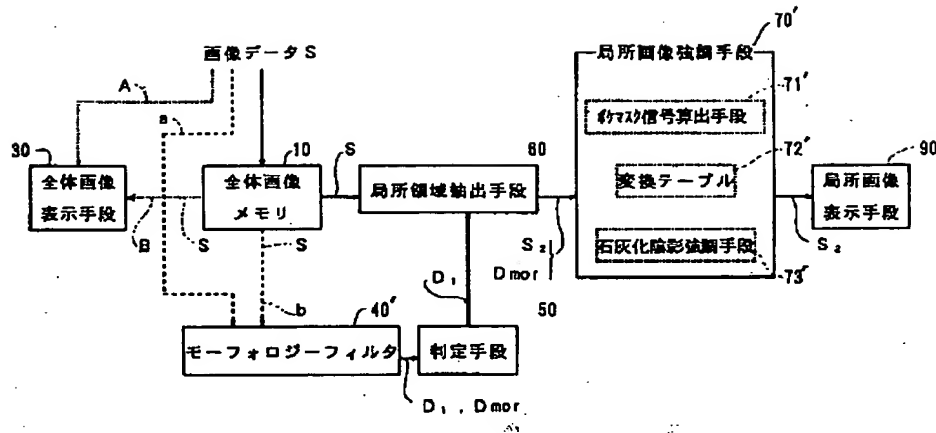 70′
画像データS
局所画像強調手段
A
71′
a
ボケマスク信号算出手段
30
10
S
60
72′
90
全体画像
表示手段
全体画像
メモリ
局所領域抽出手段
変換テーブル
局所画像
表示手段
B
S
S
S₂
Dmor
石灰化陰影強調手段
S₂
D₁
73′
b
40′
50
モーフォロジーフィルタ
判定手段
D₁,Dmor